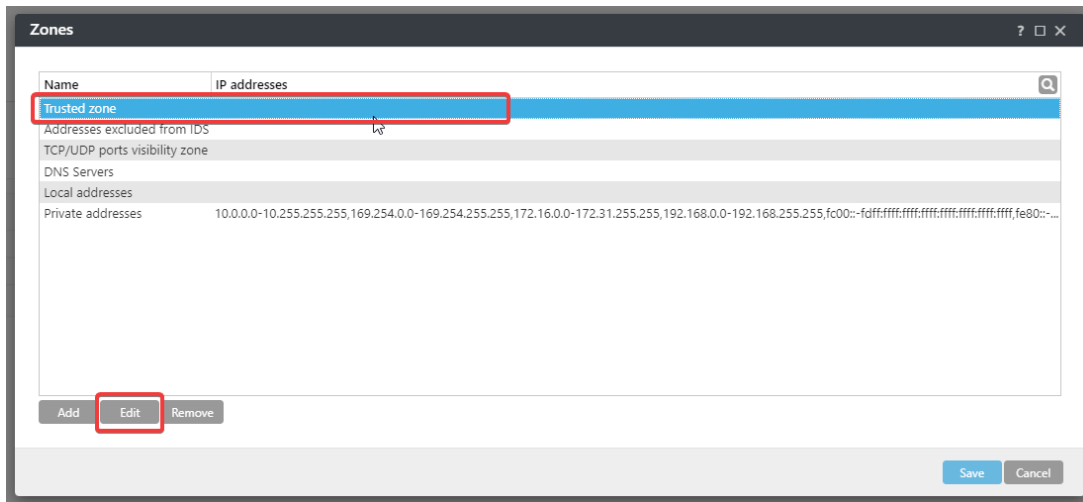 Zones
Name IP addresses
Trusted zone
Addresses excluded from IDS
TCP/UDP ports visibility zone
DNS Servers
Local addresses
Private addresses 10.0.0.0-10.255.255.255,169.254.0.0-169.254.255.255,172.16.0.0-172.31.255.255,192.168.0.0-192.168.255.255,fc00::-fdff:ffff:ffff:ffff:ffff:ffff:ffff:ffff,fe80::-...
Add Edit Remove
Save Cancel